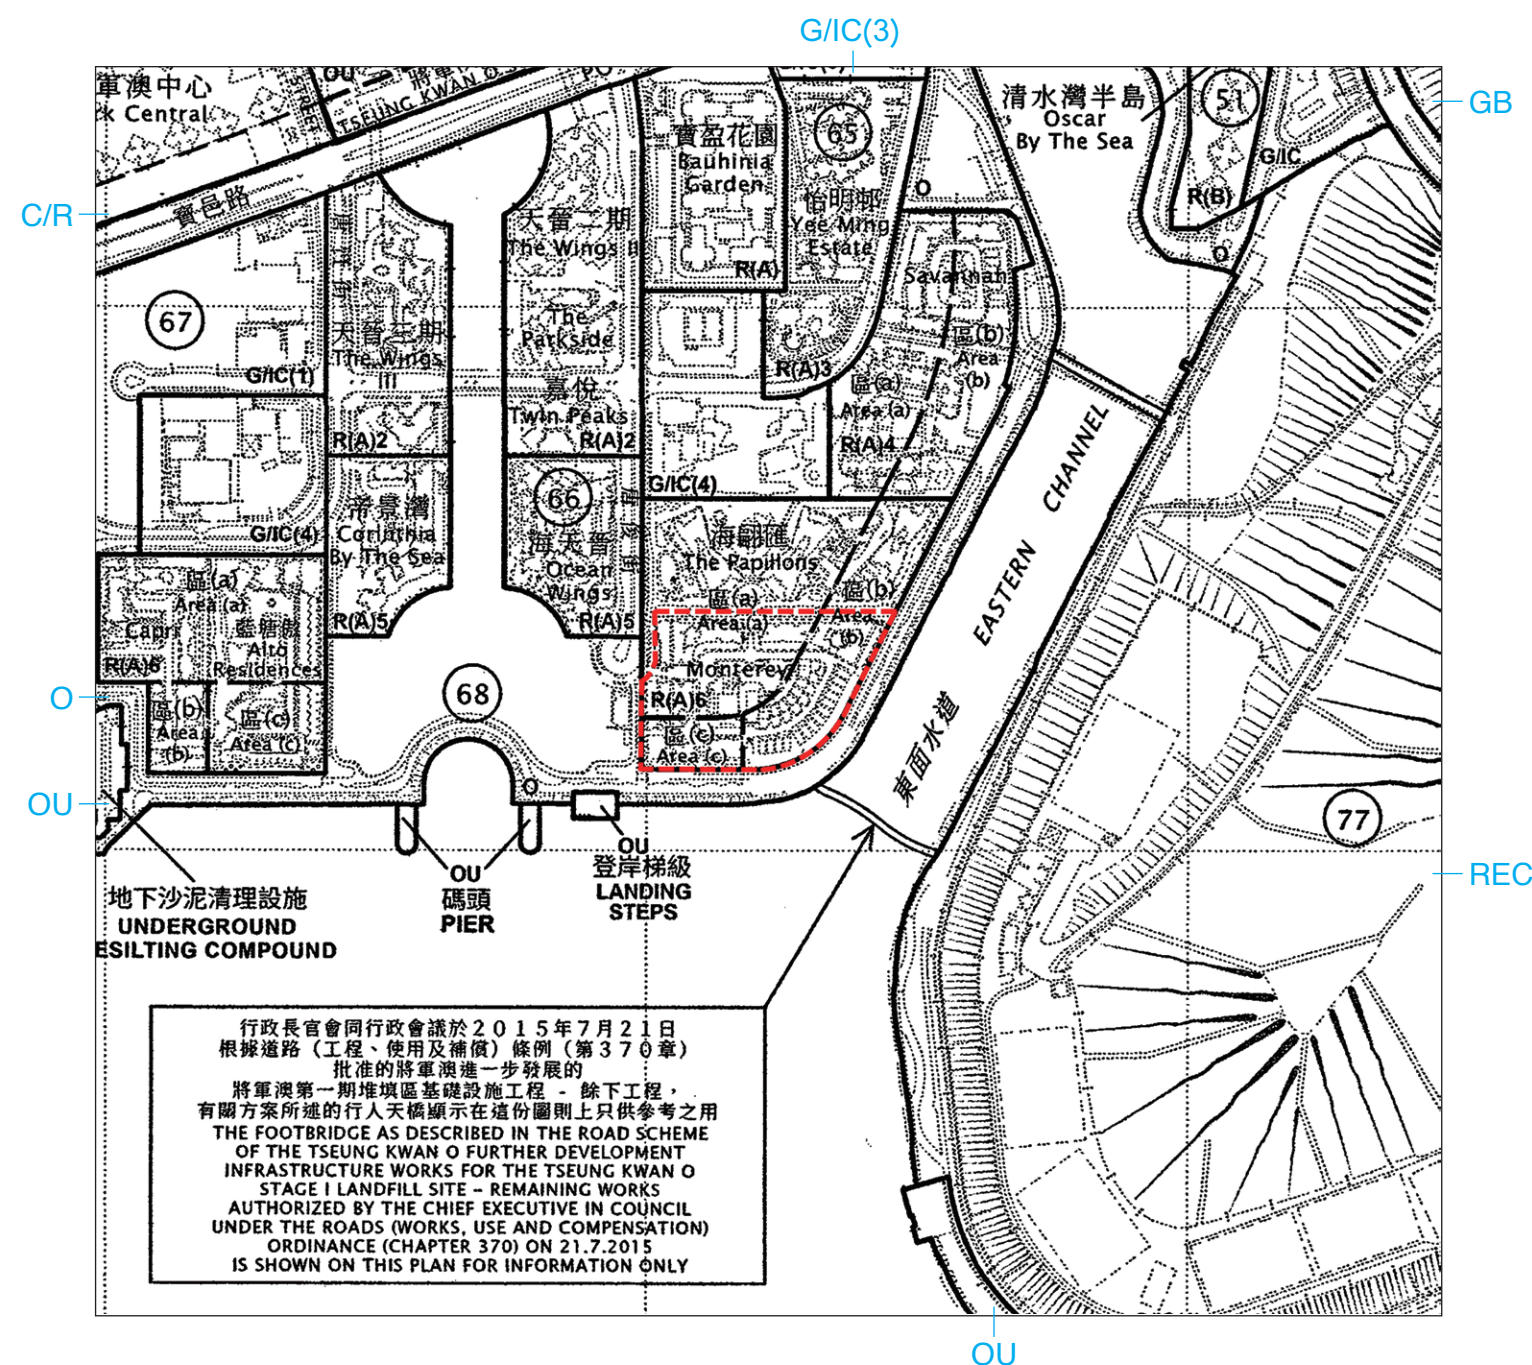 G/IC(3)
GB
C/R
O
OU
REC
OU
軍澳中心
k Central
STREET
OU
TSEUNG KWAN O
PO
寶邑路
67
G/IC(1)
G/IC(4)
天晉三期
The Wings
III
R(A)2
天晉二期
The Wings II
The
Parkside
嘉悅
Twin Peaks
R(A)2
寶盈花園
Bauhinia
Garden
R(A)
65
怡明邨
Yee Ming
Estate
R(A)3
O
清水灣半島
Oscar
By The Sea
51
G/IC
R(B)
O
Savannah
區(b)
Area
(b)
區(a)
Area (a)
R(A)4
G/IC(4)
帝景灣
Corinthia
By The Sea
R(A)5
66
海天晉
Ocean
Wings
R(A)5
海翩匯
The Papillons
區(a)
Area (a)
區(b)
Area
(b)
Monterey
R(A)6
區(c)
Area (c)
區(a)
Area (a)
Capri
R(A)6
藍塘傲
Alto
Residences
區(b)
Area
(b)
區(c)
Area (c)
68
O
EASTERN CHANNEL
東面水道
77
OU
碼頭
PIER
OU
登岸梯級
LANDING
STEPS
地下沙泥清理設施
UNDERGROUND
ESILTING COMPOUND
行政長官會同行政會議於2015年7月21日
根據道路（工程、使用及補償）條例（第370章）
批准的將軍澳進一步發展的
將軍澳第一期堆填區基礎設施工程 - 餘下工程，
有關方案所述的行人天橋顯示在這份圖則上只供參考之用
THE FOOTBRIDGE AS DESCRIBED IN THE ROAD SCHEME
OF THE TSEUNG KWAN O FURTHER DEVELOPMENT
INFRASTRUCTURE WORKS FOR THE TSEUNG KWAN O
STAGE I LANDFILL SITE – REMAINING WORKS
AUTHORIZED BY THE CHIEF EXECUTIVE IN COUNCIL
UNDER THE ROADS (WORKS, USE AND COMPENSATION)
ORDINANCE (CHAPTER 370) ON 21.7.2015
IS SHOWN ON THIS PLAN FOR INFORMATION ONLY